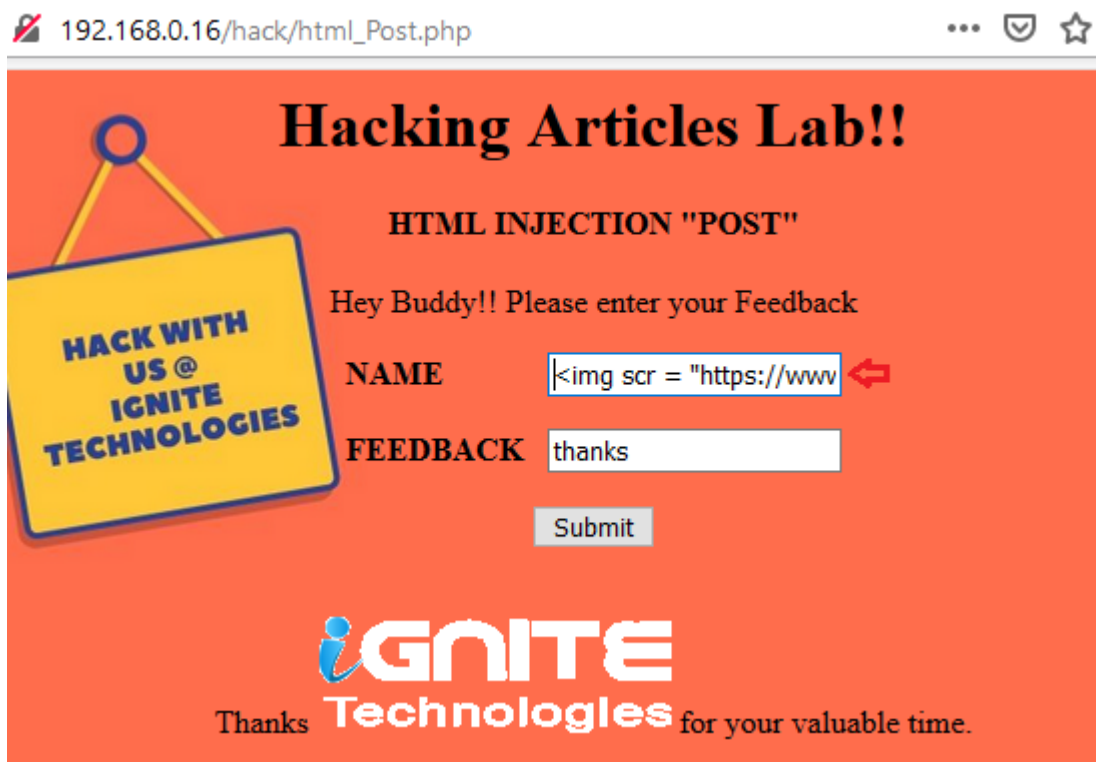 192.168.0.16/hack/html_Post.php
Hacking Articles Lab!!
HTML INJECTION "POST"
Hey Buddy!! Please enter your Feedback
HACK WITH
US @
IGNITE
TECHNOLOGIES
NAME
<img scr = "https://www
FEEDBACK
thanks
Submit
iGNITE
Technologies
Thanks for your valuable time.